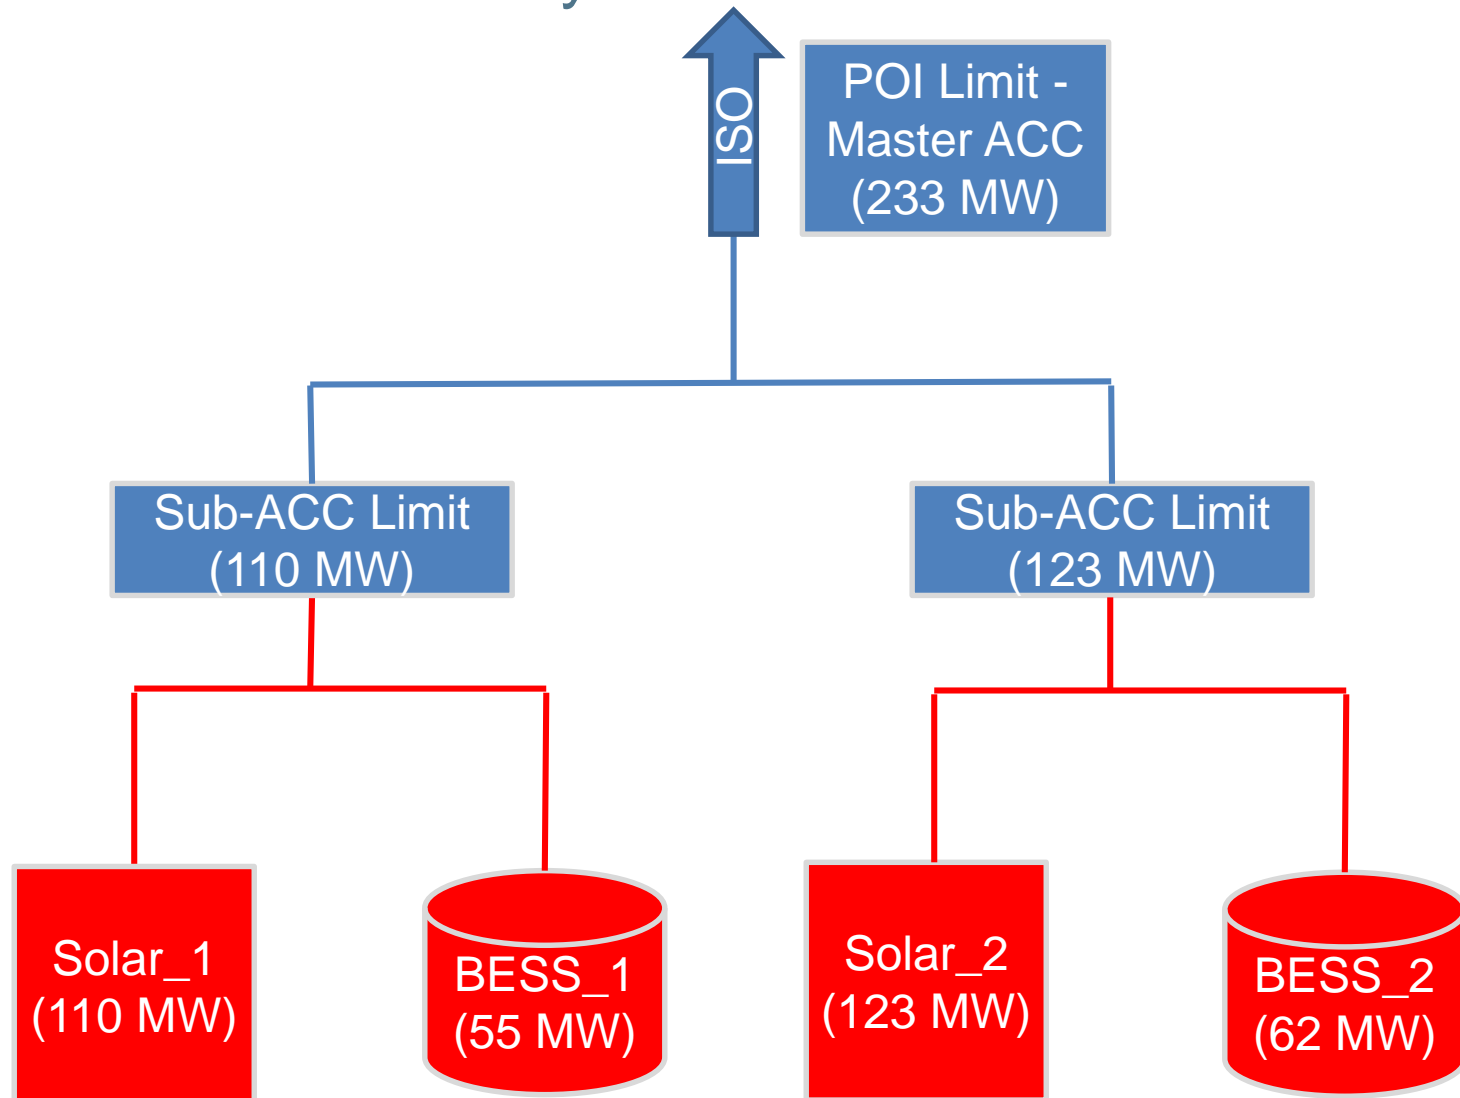 ISO
POI Limit -
Master ACC
(233 MW)
Sub-ACC Limit
(110 MW)
Sub-ACC Limit
(123 MW)
Solar_1
(110 MW)
BESS_1
(55 MW)
Solar_2
(123 MW)
BESS_2
(62 MW)